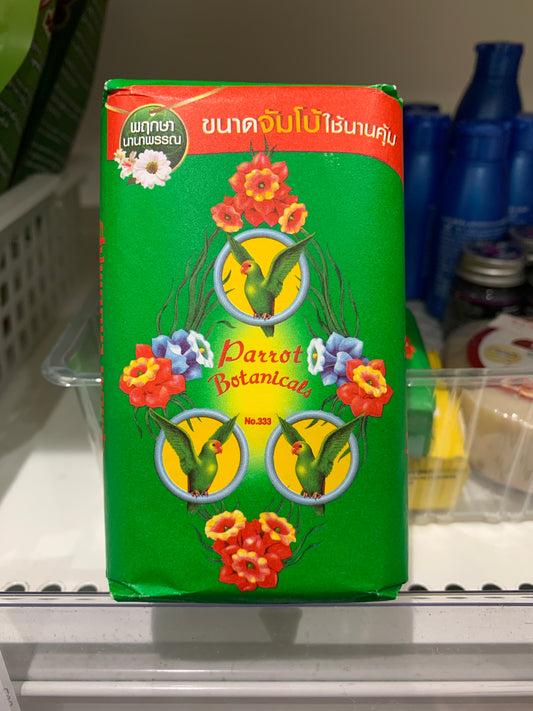 พฤกษา
นานาพรรณ
ขนาดจัมโบ้ใช้นานคุ้ม
Parrot
Botanicals
No.333